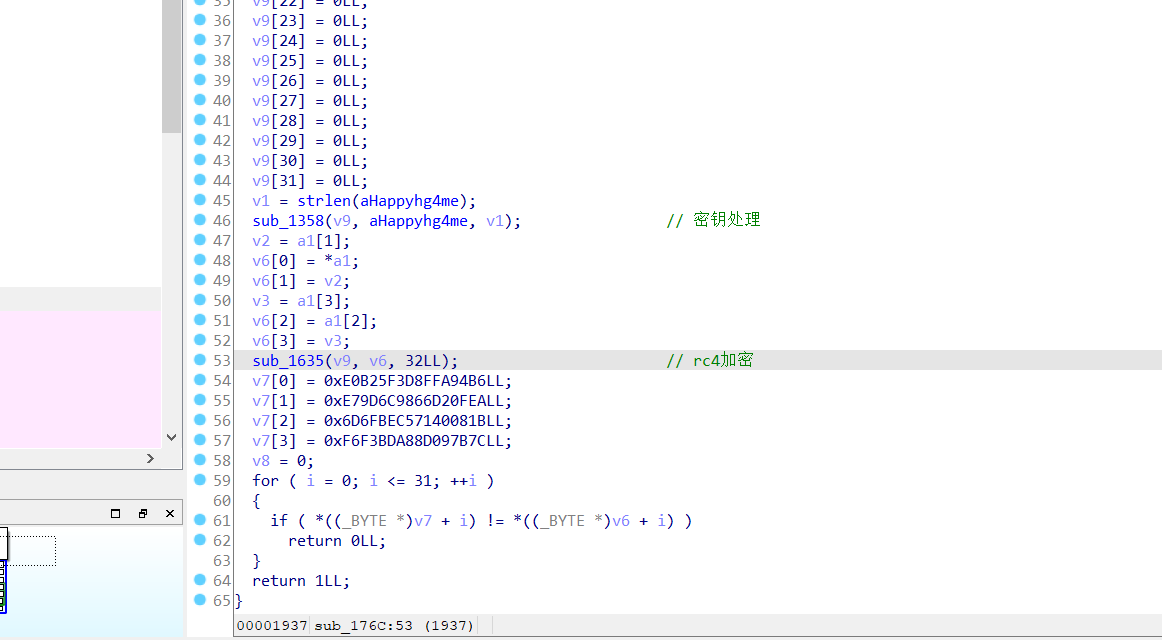 35 v9[22] = 0LL;
36 v9[23] = 0LL;
37 v9[24] = 0LL;
38 v9[25] = 0LL;
39 v9[26] = 0LL;
40 v9[27] = 0LL;
41 v9[28] = 0LL;
42 v9[29] = 0LL;
43 v9[30] = 0LL;
44 v9[31] = 0LL;
45 v1 = strlen(aHappyhg4me);
46 sub_1358(v9, aHappyhg4me, v1); // 密钥处理
47 v2 = a1[1];
48 v6[0] = *a1;
49 v6[1] = v2;
50 v3 = a1[3];
51 v6[2] = a1[2];
52 v6[3] = v3;
53 sub_1635(v9, v6, 32LL); // rc4加密
54 v7[0] = 0xE0B25F3D8FFA94B6LL;
55 v7[1] = 0xE79D6C9866D20FEALL;
56 v7[2] = 0x6D6FBEC57140081BLL;
57 v7[3] = 0xF6F3BDA88D097B7CLL;
58 v8 = 0;
59 for ( i = 0; i <= 31; ++i )
60 {
61 if ( *((_BYTE *)v7 + i) != *((_BYTE *)v6 + i) )
62 return 0LL;
63 }
64 return 1LL;
65 }
00001937 sub_176C:53 (1937)